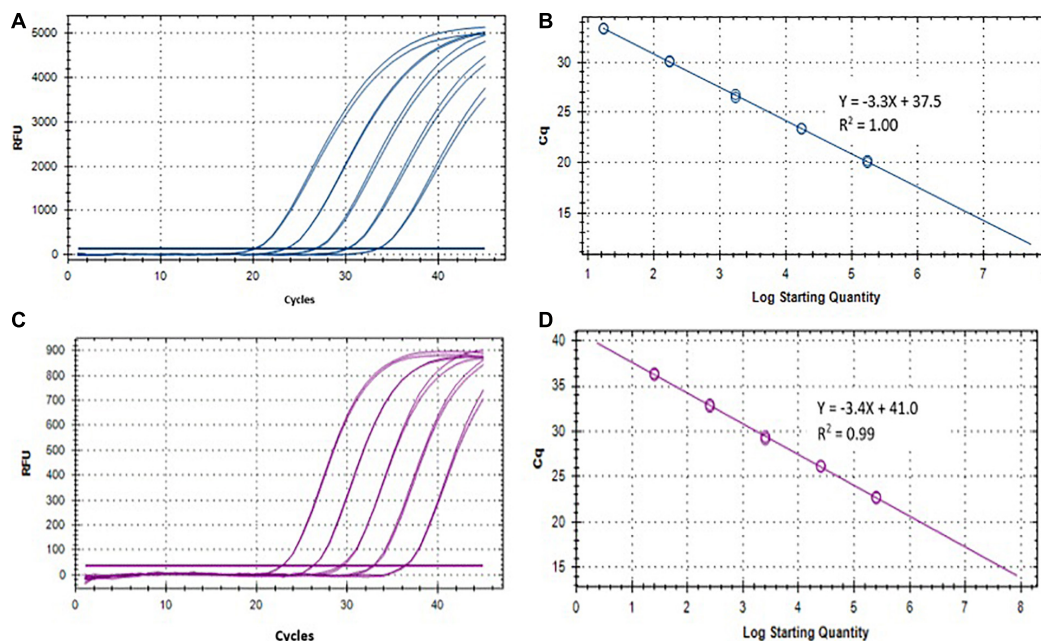 A
5000
4000
3000
2000
1000
0
RFU
0 10 20 30 40
Cycles
B
30
25
20
15
Cq
Y = -3.3X + 37.5
R² = 1.00
1 2 3 4 5 6 7
Log Starting Quantity
C
900
800
700
600
500
400
300
200
100
0
RFU
0 10 20 30 40
Cycles
D
40
35
30
25
20
15
Cq
Y = -3.4X + 41.0
R² = 0.99
0 1 2 3 4 5 6 7 8
Log Starting Quantity